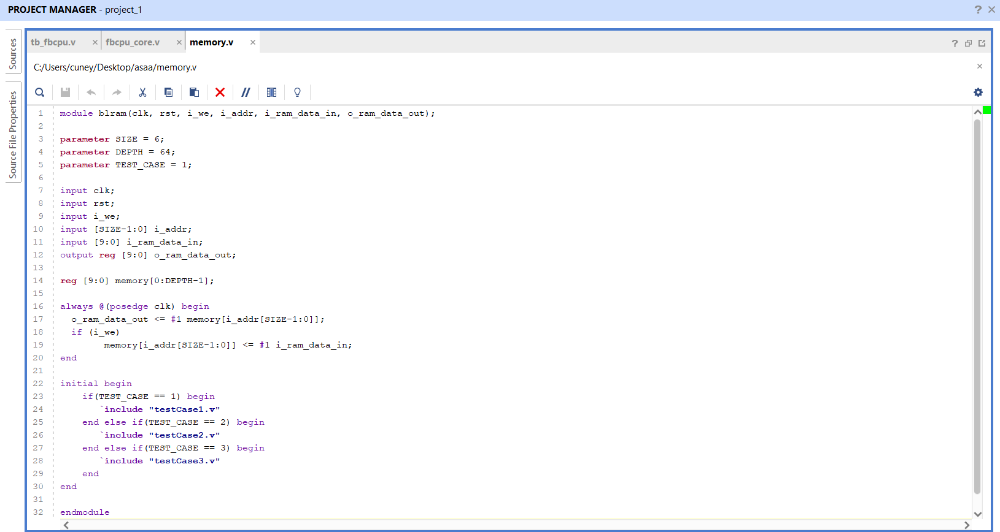 PROJECT MANAGER - project_1
? ×
Sources
Source File Properties
tb_fbcpu.v × fbcpu_core.v × memory.v ×
?
C:/Users/cuney/Desktop/asaa/memory.v ×
//
1 module blram(clk, rst, i_we, i_addr, i_ram_data_in, o_ram_data_out);
2
3 parameter SIZE = 6;
4 parameter DEPTH = 64;
5 parameter TEST_CASE = 1;
6
7 input clk;
8 input rst;
9 input i_we;
10 input [SIZE-1:0] i_addr;
11 input [9:0] i_ram_data_in;
12 output reg [9:0] o_ram_data_out;
13
14 reg [9:0] memory[0:DEPTH-1];
15
16 always @(posedge clk) begin
17 o_ram_data_out <= #1 memory[i_addr[SIZE-1:0]];
18 if (i_we)
19 memory[i_addr[SIZE-1:0]] <= #1 i_ram_data_in;
20 end
21
22 initial begin
23 if(TEST_CASE == 1) begin
24 `include "testCase1.v"
25 end else if(TEST_CASE == 2) begin
26 `include "testCase2.v"
27 end else if(TEST_CASE == 3) begin
28 `include "testCase3.v"
29 end
30 end
31
32 endmodule